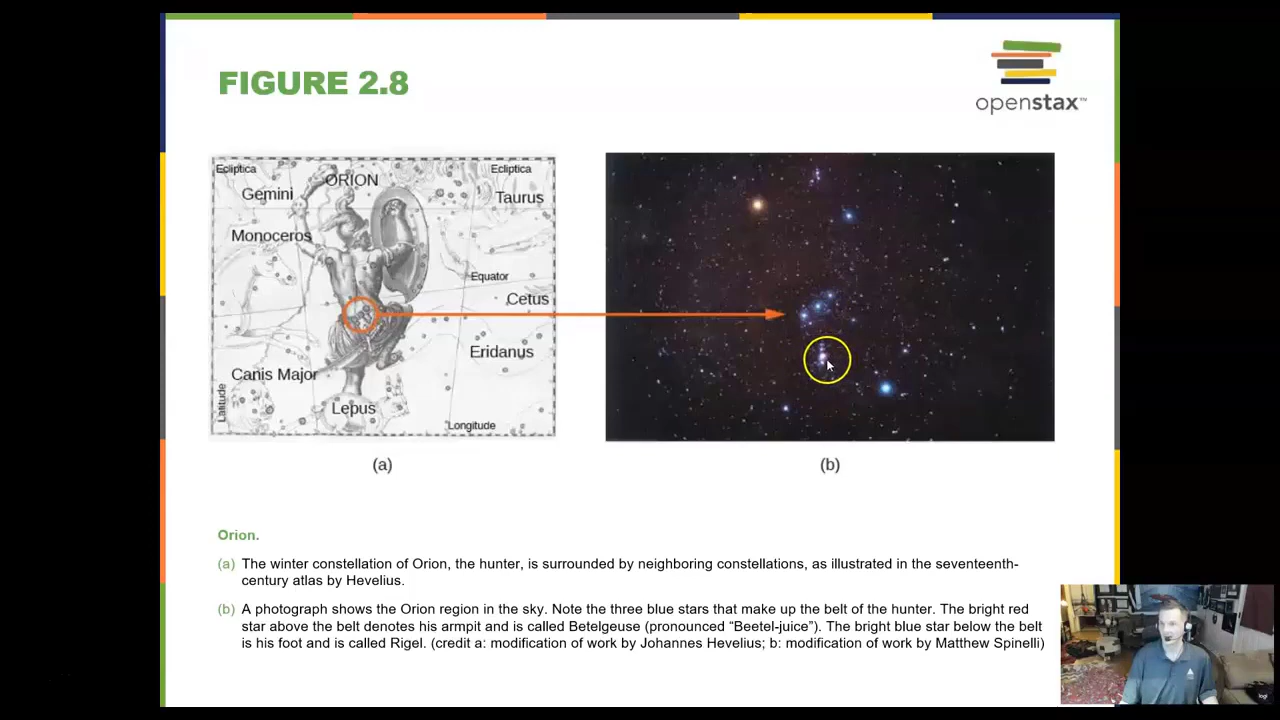 FIGURE 2.8
openstax™
Ecliptica
ORION
Ecliptica
Gemini
Taurus
Monoceros
Equator
Cetus
Eridanus
Canis Major
Latitude
Lepus
Longitude
(a)
(b)
Orion.
(a) The winter constellation of Orion, the hunter, is surrounded by neighboring constellations, as illustrated in the seventeenth-
century atlas by Hevelius.
(b) A photograph shows the Orion region in the sky. Note the three blue stars that make up the belt of the hunter. The bright red
star above the belt denotes his armpit and is called Betelgeuse (pronounced “Beetel-juice”). The bright blue star below the belt
is his foot and is called Rigel. (credit a: modification of work by Johannes Hevelius; b: modification of work by Matthew Spinelli)
logi